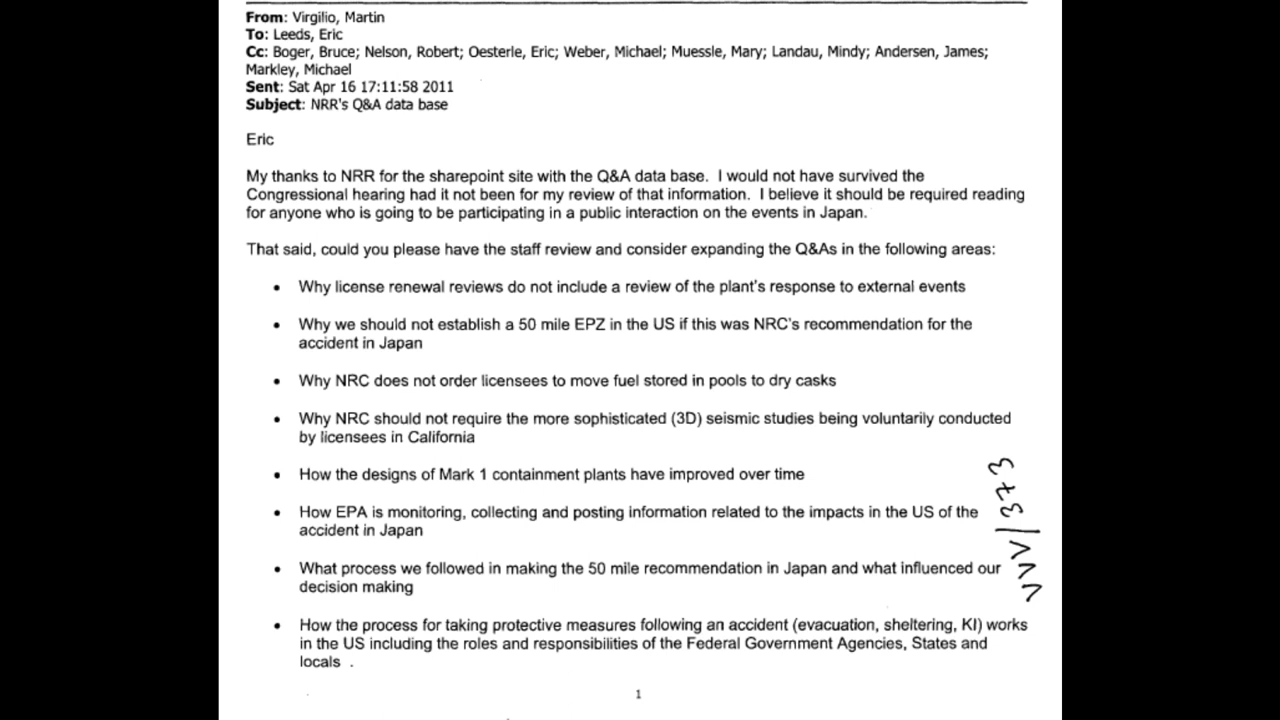 From: Virgilio, Martin
To: Leeds, Eric
Cc: Boger, Bruce; Nelson, Robert; Oesterle, Eric; Weber, Michael; Muessle, Mary; Landau, Mindy; Andersen, James;
Markley, Michael
Sent: Sat Apr 16 17:11:58 2011
Subject: NRR's Q&A data base
Eric
My thanks to NRR for the sharepoint site with the Q&A data base. I would not have survived the
Congressional hearing had it not been for my review of that information. I believe it should be required reading
for anyone who is going to be participating in a public interaction on the events in Japan.
That said, could you please have the staff review and consider expanding the Q&As in the following areas:
• Why license renewal reviews do not include a review of the plant's response to external events
• Why we should not establish a 50 mile EPZ in the US if this was NRC's recommendation for the
accident in Japan
• Why NRC does not order licensees to move fuel stored in pools to dry casks
• Why NRC should not require the more sophisticated (3D) seismic studies being voluntarily conducted
by licensees in California
• How the designs of Mark 1 containment plants have improved over time
• How EPA is monitoring, collecting and posting information related to the impacts in the US of the
accident in Japan
• What process we followed in making the 50 mile recommendation in Japan and what influenced our
decision making
• How the process for taking protective measures following an accident (evacuation, sheltering, KI) works
in the US including the roles and responsibilities of the Federal Government Agencies, States and
locals .
1